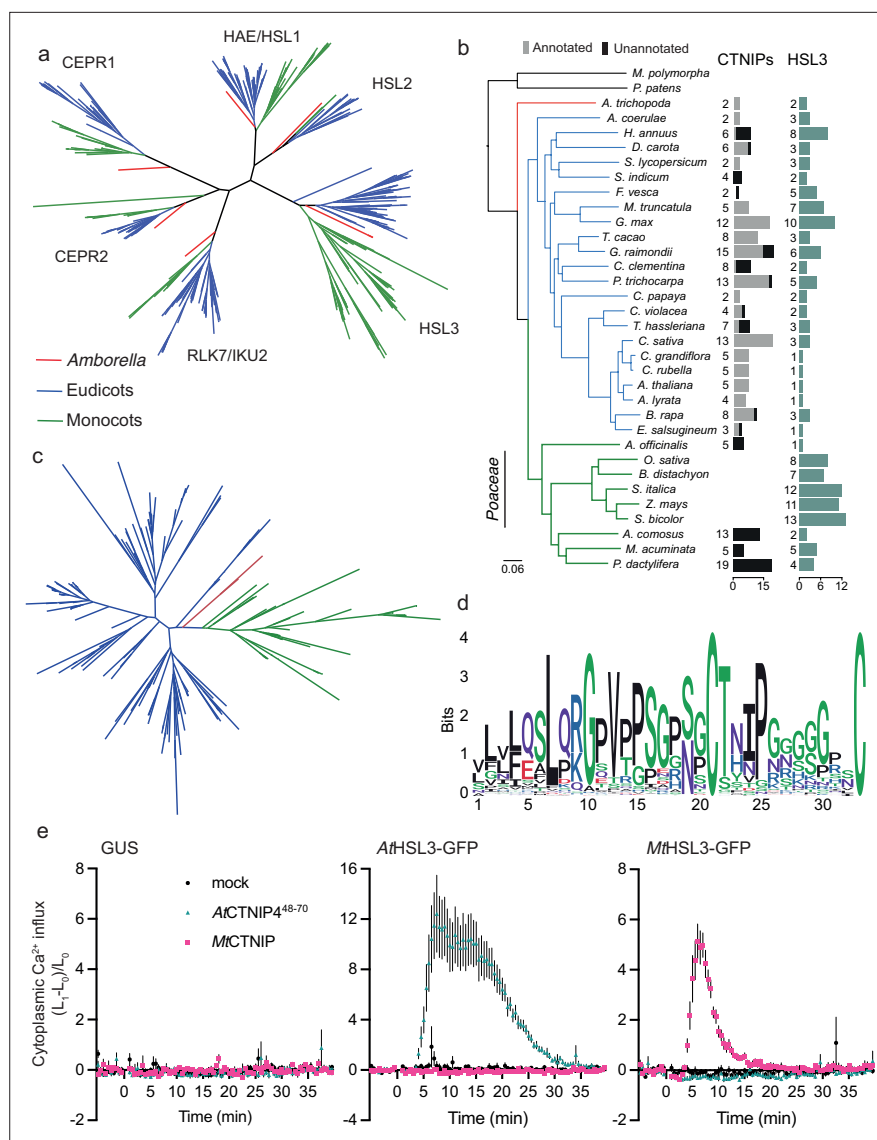 a
HAE/HSL1
CEPR1
HSL2
CEPR2
RLK7/IKU2
HSL3
Amborella
Eudicots
Monocots
b
Annotated
Unannotated
CTNIPs
HSL3
M. polymorpha
P. patens
A. trichopoda 2 2
A. coerulae 2 3
H. annuus 6 8
D. carota 6 3
S. lycopersicum 2 3
S. indicum 4 2
F. vesca 2 5
M. truncatula 5 7
G. max 12 10
T. cacao 8 3
G. raimondii 15 6
C. clementina 8 2
P. trichocarpa 13 5
C. papaya 2 2
C. violacea 4 2
T. hassleriana 7 3
C. sativa 13 3
C. grandiflora 5 1
C. rubella 5 1
A. thaliana 5 1
A. lyrata 4 1
B. rapa 8 3
E. salsugineum 3 1
A. officinalis 5 1
Poaceae
O. sativa 8
B. distachyon 7
S. italica 12
Z. mays 11
S. bicolor 13
A. comosus 13 2
M. acuminata 5 5
P. dactylifera 19 4
0.06
0 15
0 6 12
c
d
4
3
2
1
0
Bits
1 5 10 15 20 25 30
e
GUS
AtHSL3-GFP
MtHSL3-GFP
mock
AtCTNIP4⁴⁸⁻⁷⁰
MtCTNIP
Cytoplasmic Ca²⁺ influx
(L₁-L₀)/L₀
8
6
4
2
0
-2
16
12
8
4
0
-4
8
6
4
2
0
-2
0 5 10 15 20 25 30 35
0 5 10 15 20 25 30 35
0 5 10 15 20 25 30 35
Time (min)
Time (min)
Time (min)